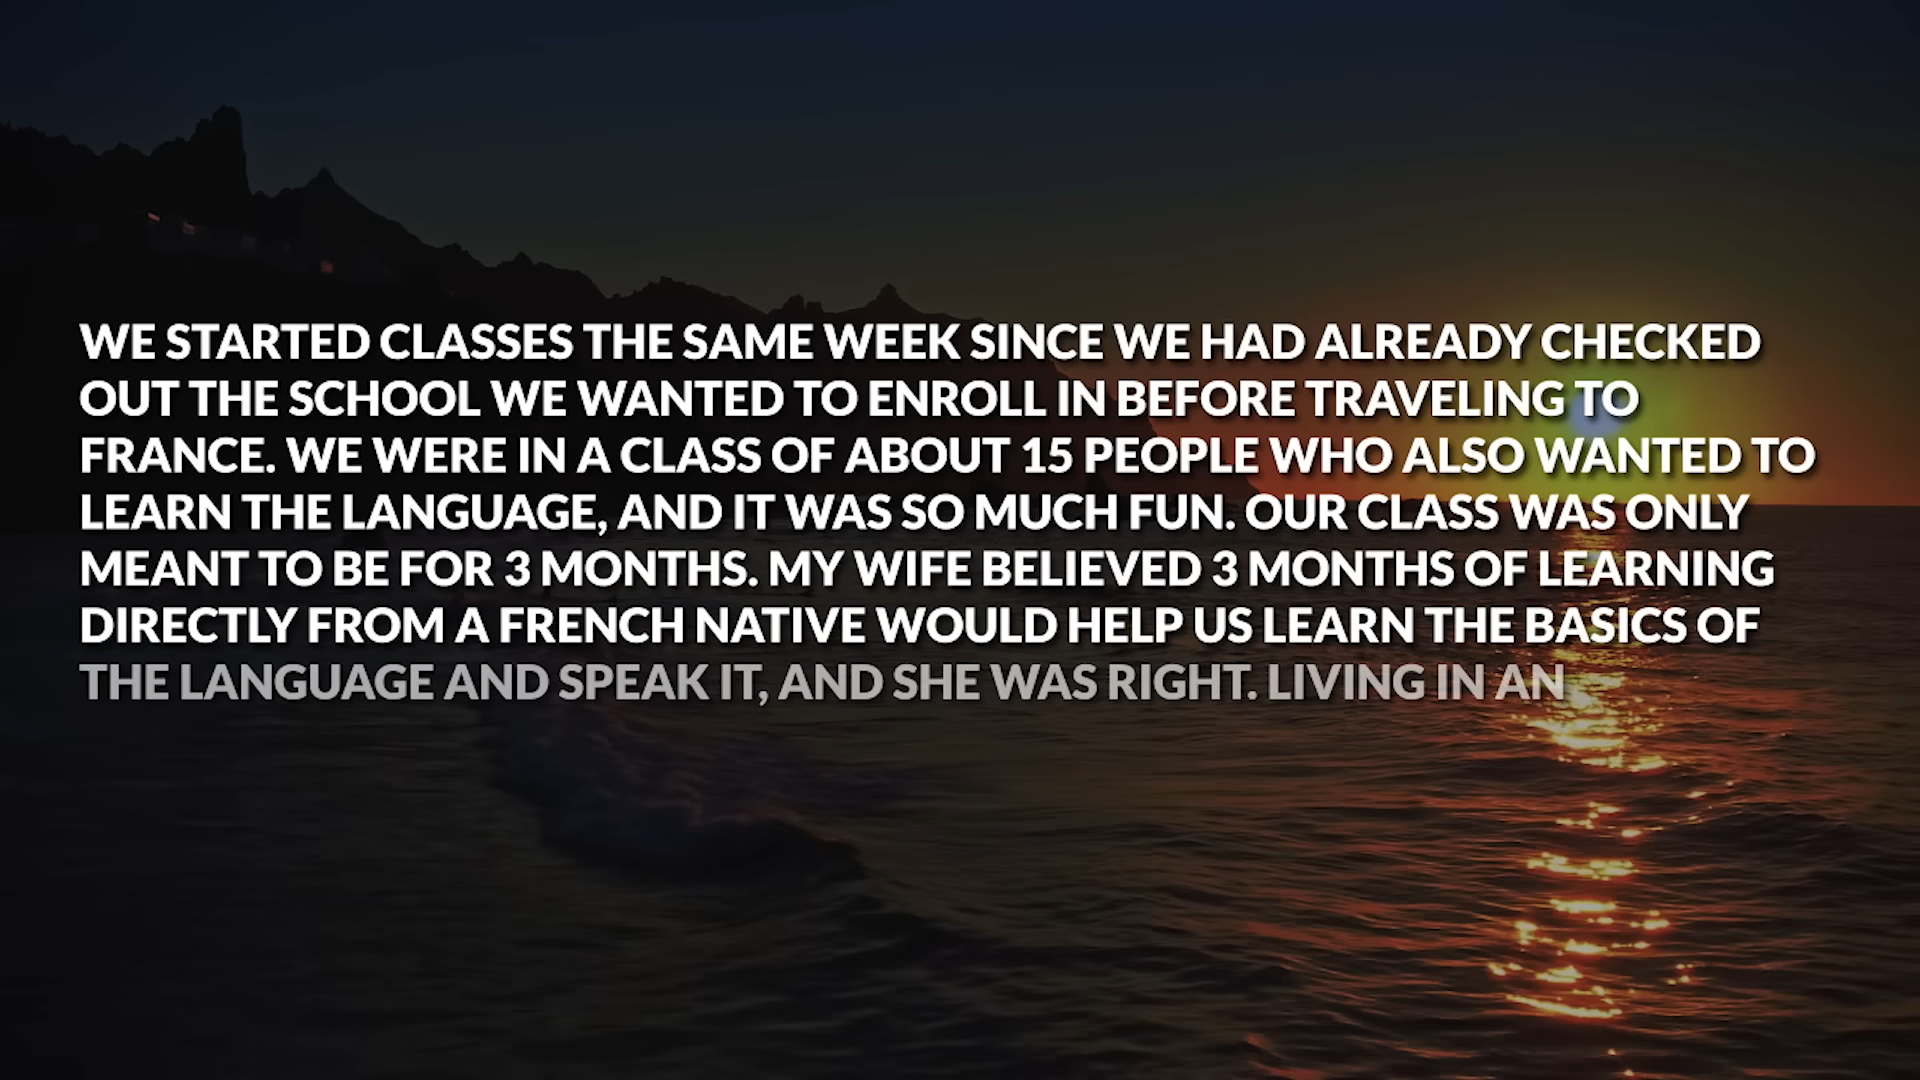 WE STARTED CLASSES THE SAME WEEK SINCE WE HAD ALREADY CHECKED
OUT THE SCHOOL WE WANTED TO ENROLL IN BEFORE TRAVELING TO
FRANCE. WE WERE IN A CLASS OF ABOUT 15 PEOPLE WHO ALSO WANTED TO
LEARN THE LANGUAGE, AND IT WAS SO MUCH FUN. OUR CLASS WAS ONLY
MEANT TO BE FOR 3 MONTHS. MY WIFE BELIEVED 3 MONTHS OF LEARNING
DIRECTLY FROM A FRENCH NATIVE WOULD HELP US LEARN THE BASICS OF
THE LANGUAGE AND SPEAK IT, AND SHE WAS RIGHT. LIVING IN AN